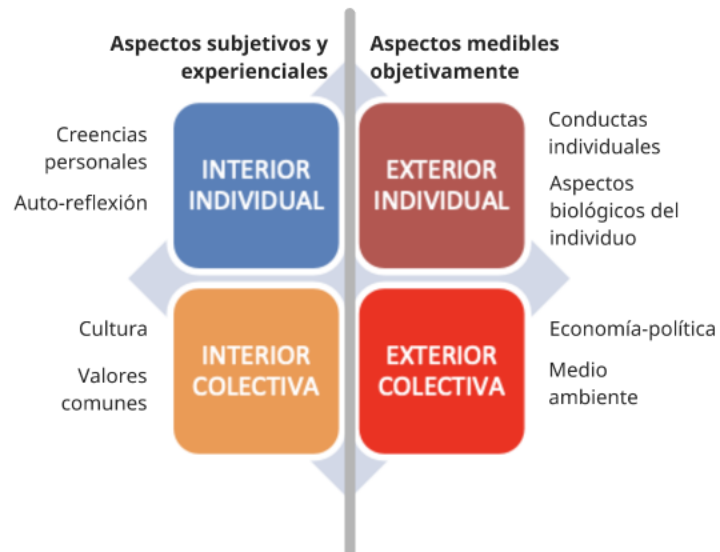 Aspectos subjetivos y
experienciales
Aspectos medibles
objetivamente
Creencias
personales
Auto-reflexión
INTERIOR
INDIVIDUAL
EXTERIOR
INDIVIDUAL
Conductas
individuales
Aspectos
biológicos del
individuo
Cultura
Valores
comunes
INTERIOR
COLECTIVA
EXTERIOR
COLECTIVA
Economía-política
Medio
ambiente